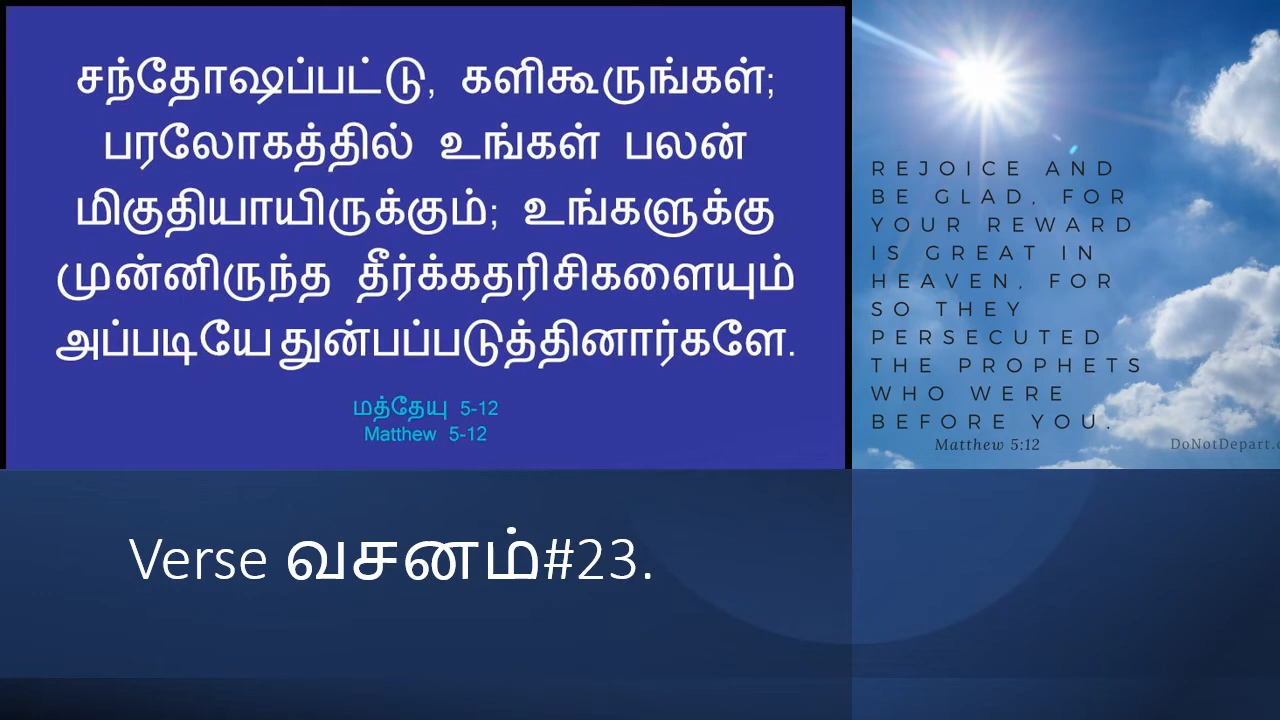 சந்தோஷப்பட்டு, களிகூருங்கள்;
பரலோகத்தில் உங்கள் பலன்
மிகுதியாயிருக்கும்; உங்களுக்கு
முன்னிருந்த தீர்க்கதரிசிகளையும்
அப்படியே துன்பப்படுத்தினார்களே.
மத்தேயு 5-12
Matthew 5-12
REJOICE AND
BE GLAD, FOR
YOUR REWARD
IS GREAT IN
HEAVEN, FOR
SO THEY
PERSECUTED
THE PROPHETS
WHO WERE
BEFORE YOU.
Matthew 5:12
DoNotDepart.c
Verse வசனம்#23.